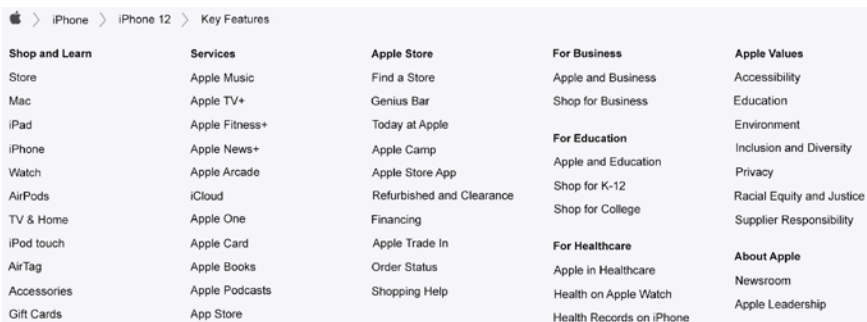 iPhone iPhone 12 Key Features
Shop and Learn
Store
Mac
iPad
iPhone
Watch
AirPods
TV & Home
iPod touch
AirTag
Accessories
Gift Cards
Services
Apple Music
Apple TV+
Apple Fitness+
Apple News+
Apple Arcade
iCloud
Apple One
Apple Card
Apple Books
Apple Podcasts
App Store
Apple Store
Find a Store
Genius Bar
Today at Apple
Apple Camp
Apple Store App
Refurbished and Clearance
Financing
Apple Trade In
Order Status
Shopping Help
For Business
Apple and Business
Shop for Business
For Education
Apple and Education
Shop for K-12
Shop for College
For Healthcare
Apple in Healthcare
Health on Apple Watch
Health Records on iPhone
Apple Values
Accessibility
Education
Environment
Inclusion and Diversity
Privacy
Racial Equity and Justice
Supplier Responsibility
About Apple
Newsroom
Apple Leadership